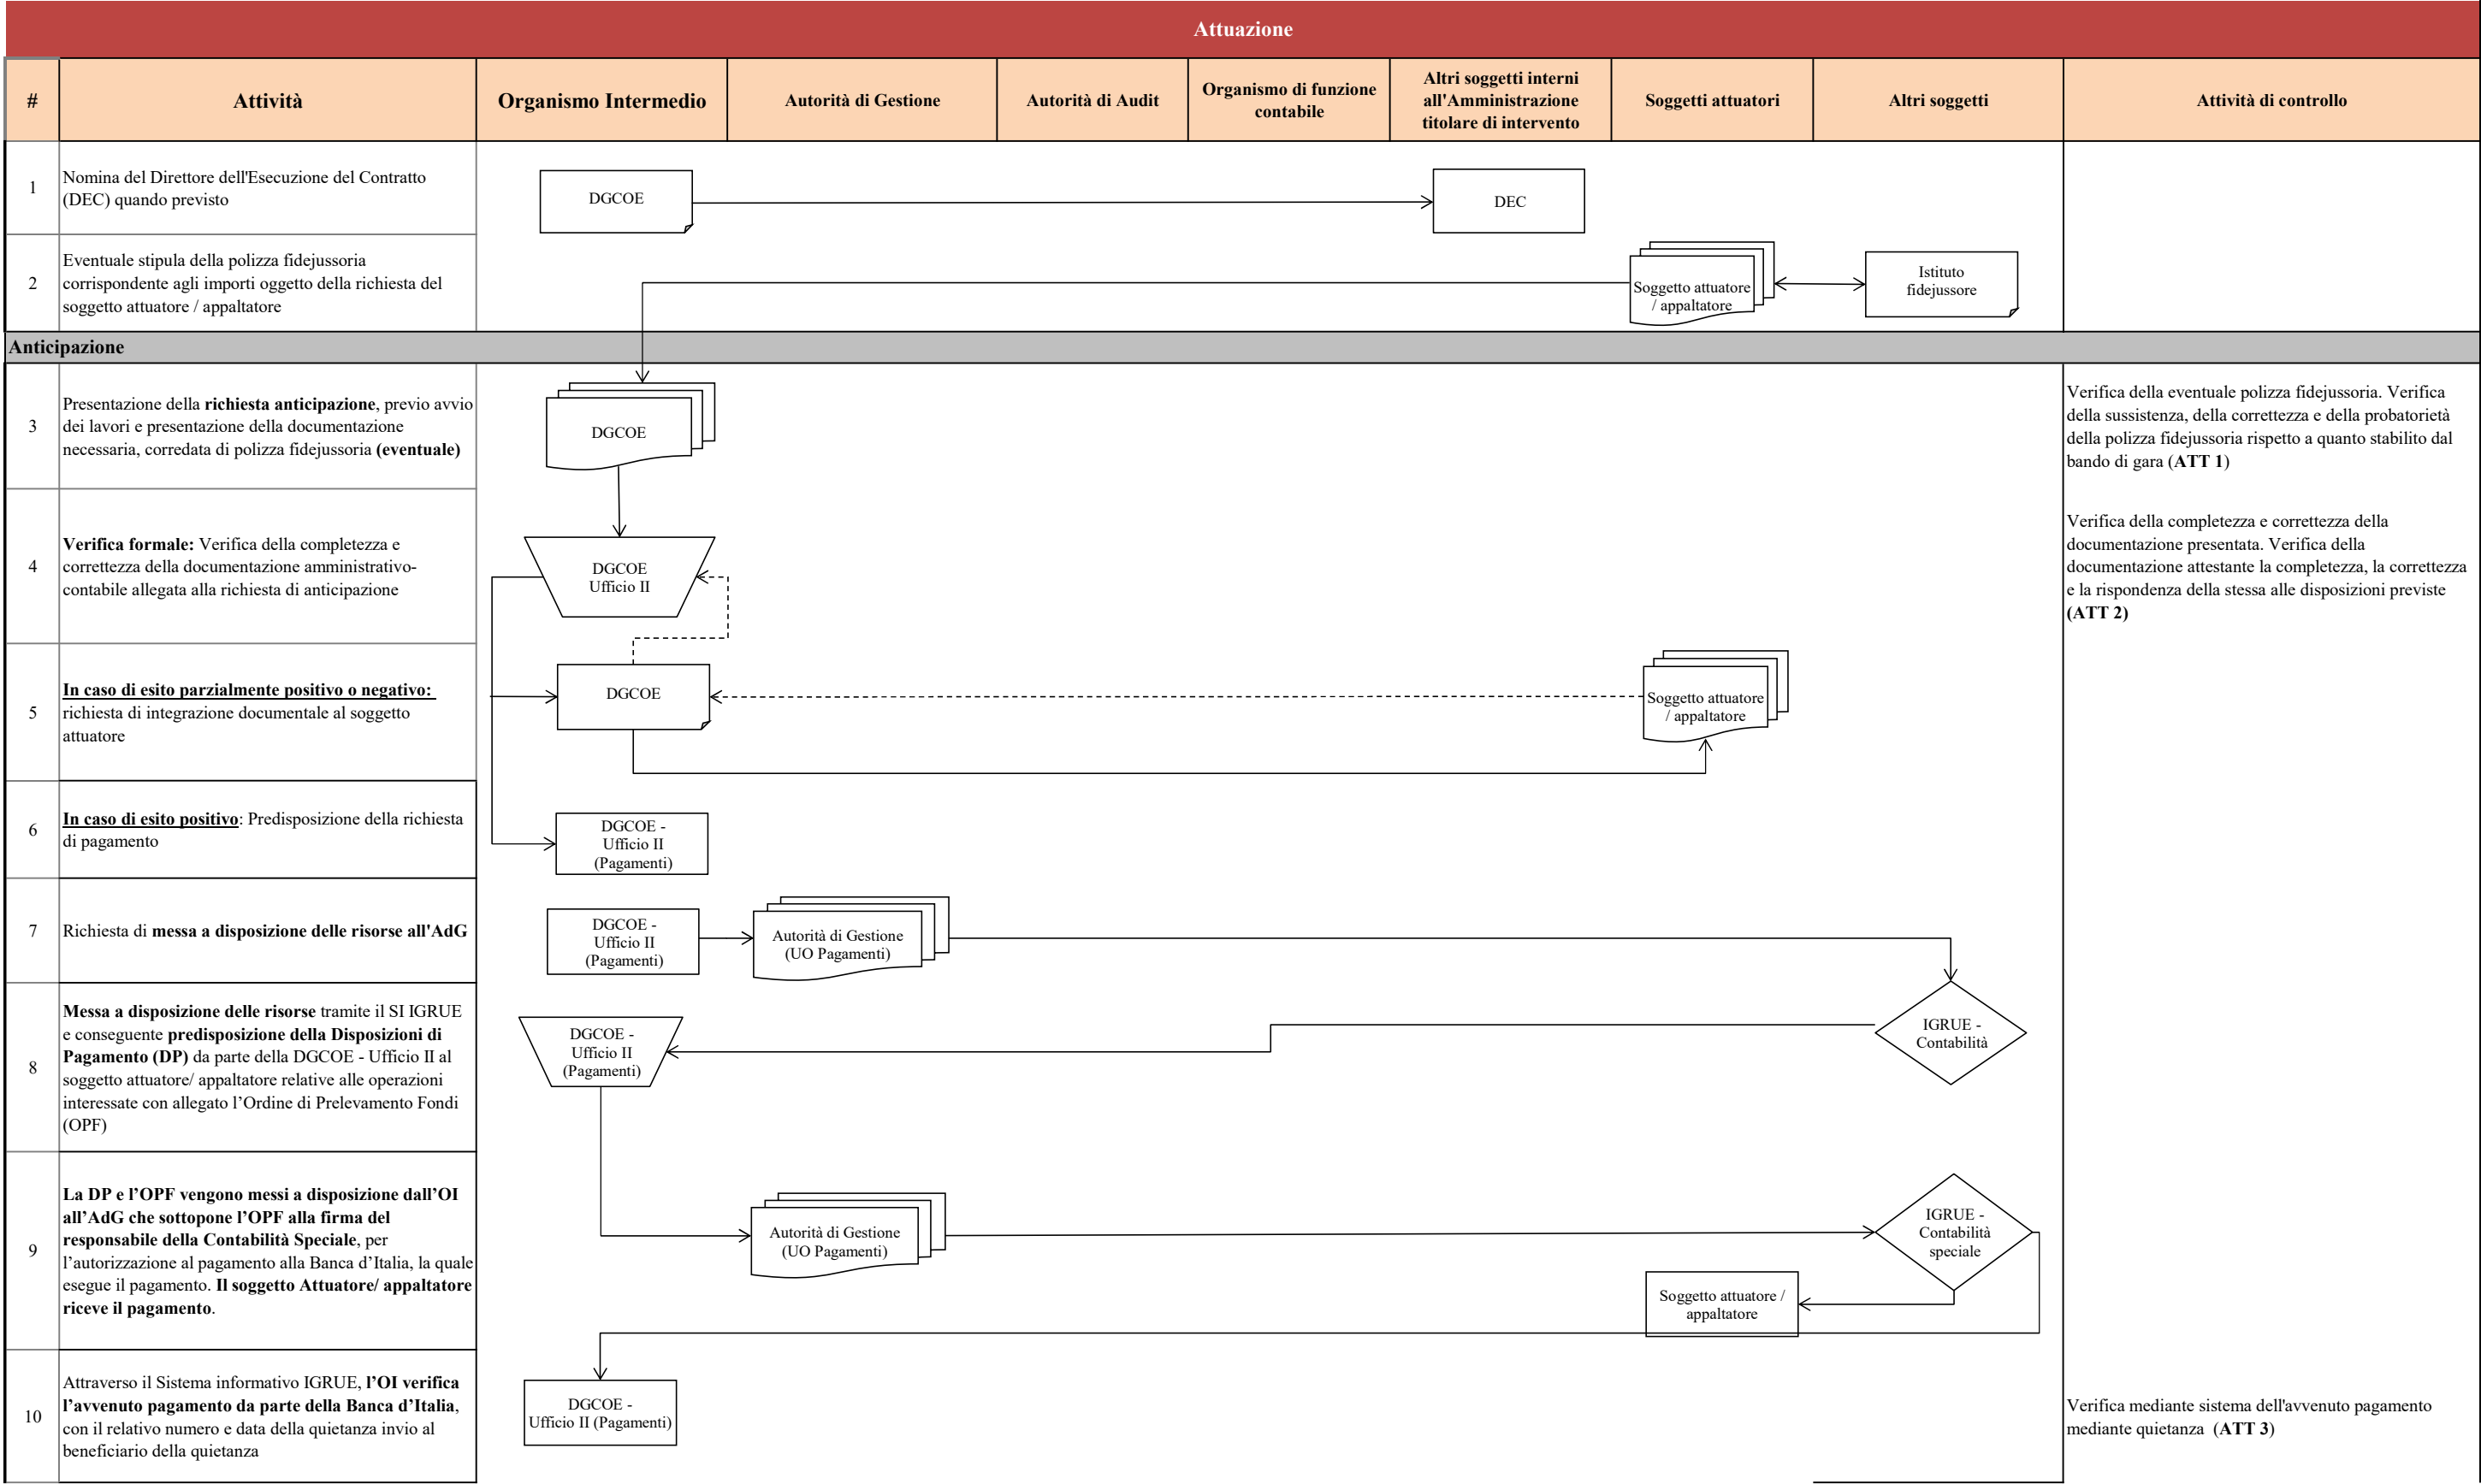 Attuazione
#
Attività
Organismo Intermedio
Autorità di Gestione
Autorità di Audit
Organismo di funzione
contabile
Altri soggetti interni
all'Amministrazione
titolare di intervento
Soggetti attuatori
Altri soggetti
Attività di controllo
1
Nomina del Direttore dell'Esecuzione del Contratto
(DEC) quando previsto
DGCOE
DEC
2
Eventuale stipula della polizza fidejussoria
corrispondente agli importi oggetto della richiesta del
soggetto attuatore / appaltatore
Soggetto attuatore
/ appaltatore
Istituto
fidejussore
Anticipazione
3
Presentazione della richiesta anticipazione, previo avvio
dei lavori e presentazione della documentazione
necessaria, corredata di polizza fidejussoria (eventuale)
DGCOE
Verifica della eventuale polizza fidejussoria. Verifica
della sussistenza, della correttezza e della probatorietà
della polizza fidejussoria rispetto a quanto stabilito dal
bando di gara (ATT 1)
4
Verifica formale: Verifica della completezza e
correttezza della documentazione amministrativo-
contabile allegata alla richiesta di anticipazione
DGCOE
Ufficio II
Verifica della completezza e correttezza della
documentazione presentata. Verifica della
documentazione attestante la completezza, la correttezza
e la rispondenza della stessa alle disposizioni previste
(ATT 2)
5
In caso di esito parzialmente positivo o negativo:
richiesta di integrazione documentale al soggetto
attuatore
DGCOE
Soggetto attuatore
/ appaltatore
6
In caso di esito positivo: Predisposizione della richiesta
di pagamento
DGCOE -
Ufficio II
(Pagamenti)
7
Richiesta di messa a disposizione delle risorse all'AdG
DGCOE -
Ufficio II
(Pagamenti)
Autorità di Gestione
(UO Pagamenti)
8
Messa a disposizione delle risorse tramite il SI IGRUE
e conseguente predisposizione della Disposizioni di
Pagamento (DP) da parte della DGCOE - Ufficio II al
soggetto attuatore/ appaltatore relative alle operazioni
interessate con allegato l’Ordine di Prelevamento Fondi
(OPF)
DGCOE -
Ufficio II
(Pagamenti)
IGRUE -
Contabilità
9
La DP e l’OPF vengono messi a disposizione dall’OI
all’AdG che sottopone l’OPF alla firma del
responsabile della Contabilità Speciale, per
l’autorizzazione al pagamento alla Banca d’Italia, la quale
esegue il pagamento. Il soggetto Attuatore/ appaltatore
riceve il pagamento.
Autorità di Gestione
(UO Pagamenti)
IGRUE -
Contabilità
speciale
Soggetto attuatore /
appaltatore
10
Attraverso il Sistema informativo IGRUE, l’OI verifica
l’avvenuto pagamento da parte della Banca d’Italia,
con il relativo numero e data della quietanza invio al
beneficiario della quietanza
DGCOE -
Ufficio II (Pagamenti)
Verifica mediante sistema dell'avvenuto pagamento
mediante quietanza  (ATT 3)